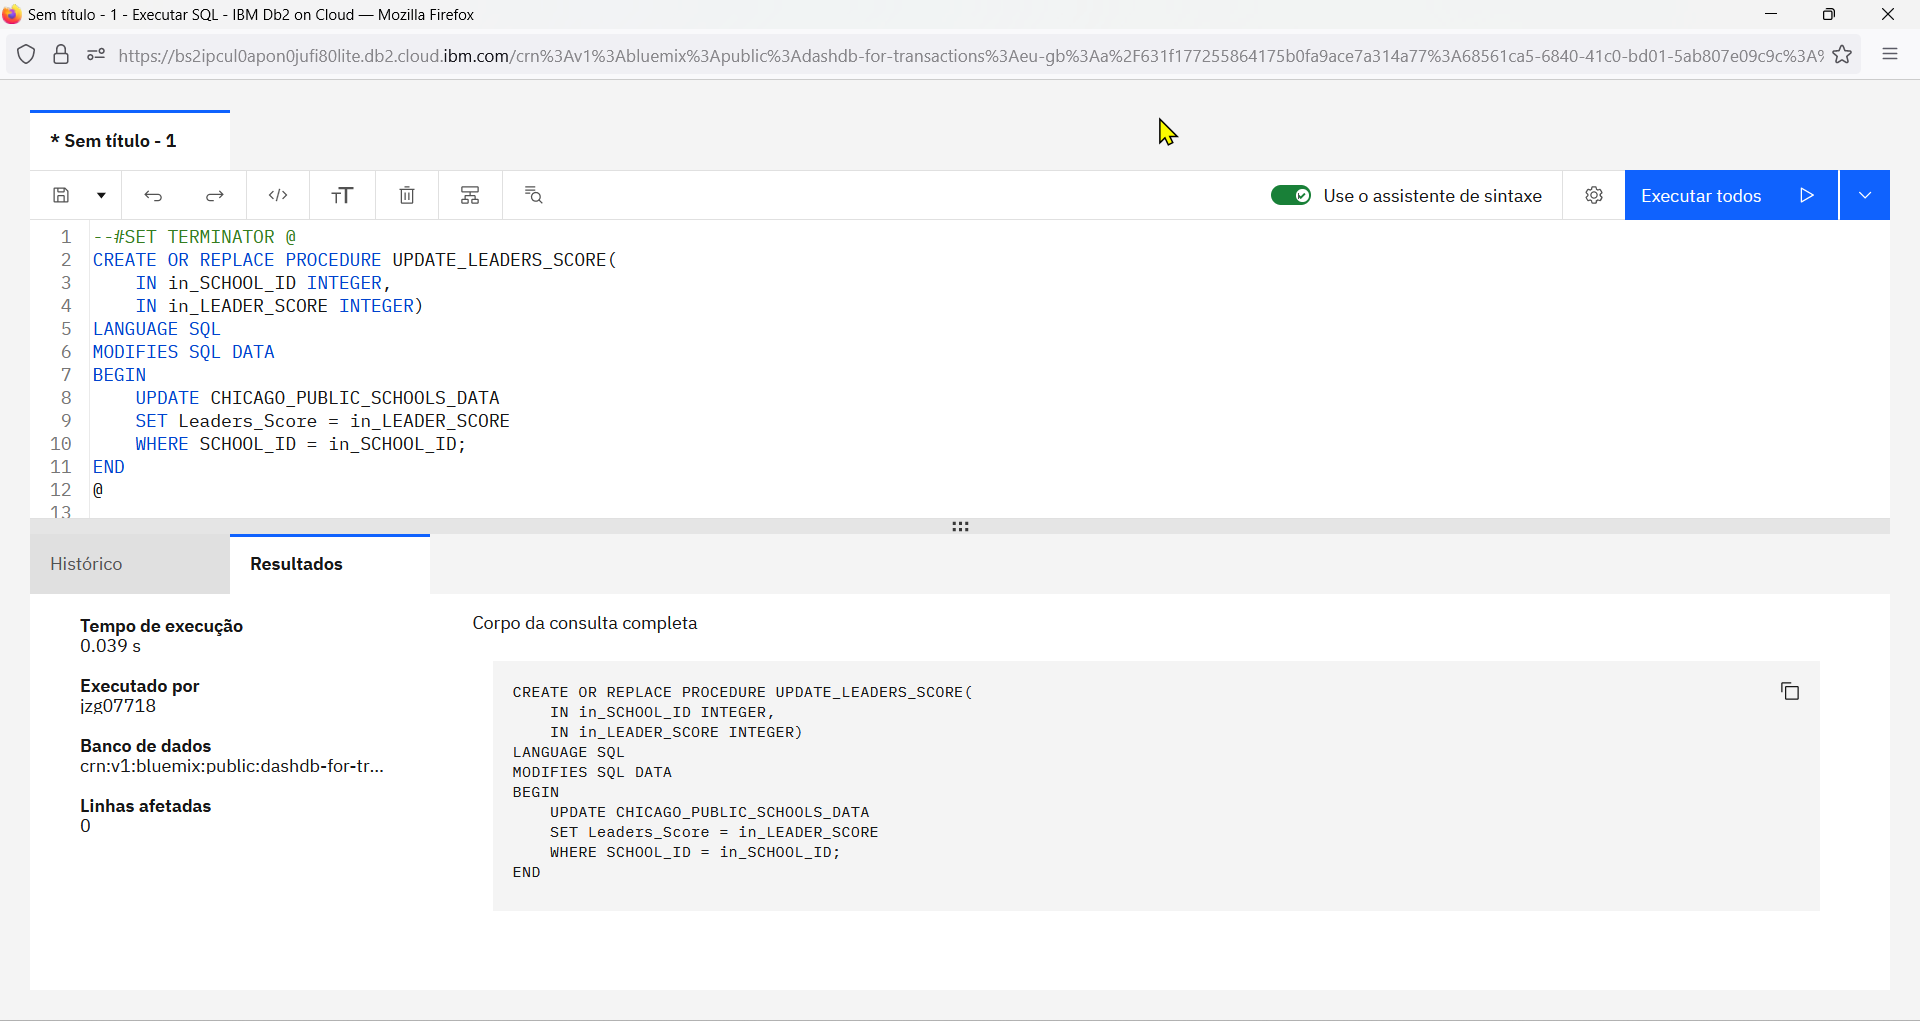 Sem título - 1 - Executar SQL - IBM Db2 on Cloud — Mozilla Firefox
https://bs2ipcul0apon0jufi80lite.db2.cloud.ibm.com/crn%3Av1%3Abluemix%3Apublic%3Adashdb-for-transactions%3Aeu-gb%3Aa%2F631f177255864175b0fa9ace7a314a77%3A68561ca5-6840-41c0-bd01-5ab807e09c9c%3A%
* Sem título - 1
Use o assistente de sintaxe
Executar todos
1 --#SET TERMINATOR @
2 CREATE OR REPLACE PROCEDURE UPDATE_LEADERS_SCORE(
3     IN in_SCHOOL_ID INTEGER,
4     IN in_LEADER_SCORE INTEGER)
5 LANGUAGE SQL
6 MODIFIES SQL DATA
7 BEGIN
8     UPDATE CHICAGO_PUBLIC_SCHOOLS_DATA
9     SET Leaders_Score = in_LEADER_SCORE
10     WHERE SCHOOL_ID = in_SCHOOL_ID;
11 END
12 @
13
Histórico
Resultados
Tempo de execução
0.039 s
Executado por
jzg07718
Banco de dados
crn:v1:bluemix:public:dashdb-for-tr...
Linhas afetadas
0
Corpo da consulta completa
CREATE OR REPLACE PROCEDURE UPDATE_LEADERS_SCORE(
    IN in_SCHOOL_ID INTEGER,
    IN in_LEADER_SCORE INTEGER)
LANGUAGE SQL
MODIFIES SQL DATA
BEGIN
    UPDATE CHICAGO_PUBLIC_SCHOOLS_DATA
    SET Leaders_Score = in_LEADER_SCORE
    WHERE SCHOOL_ID = in_SCHOOL_ID;
END